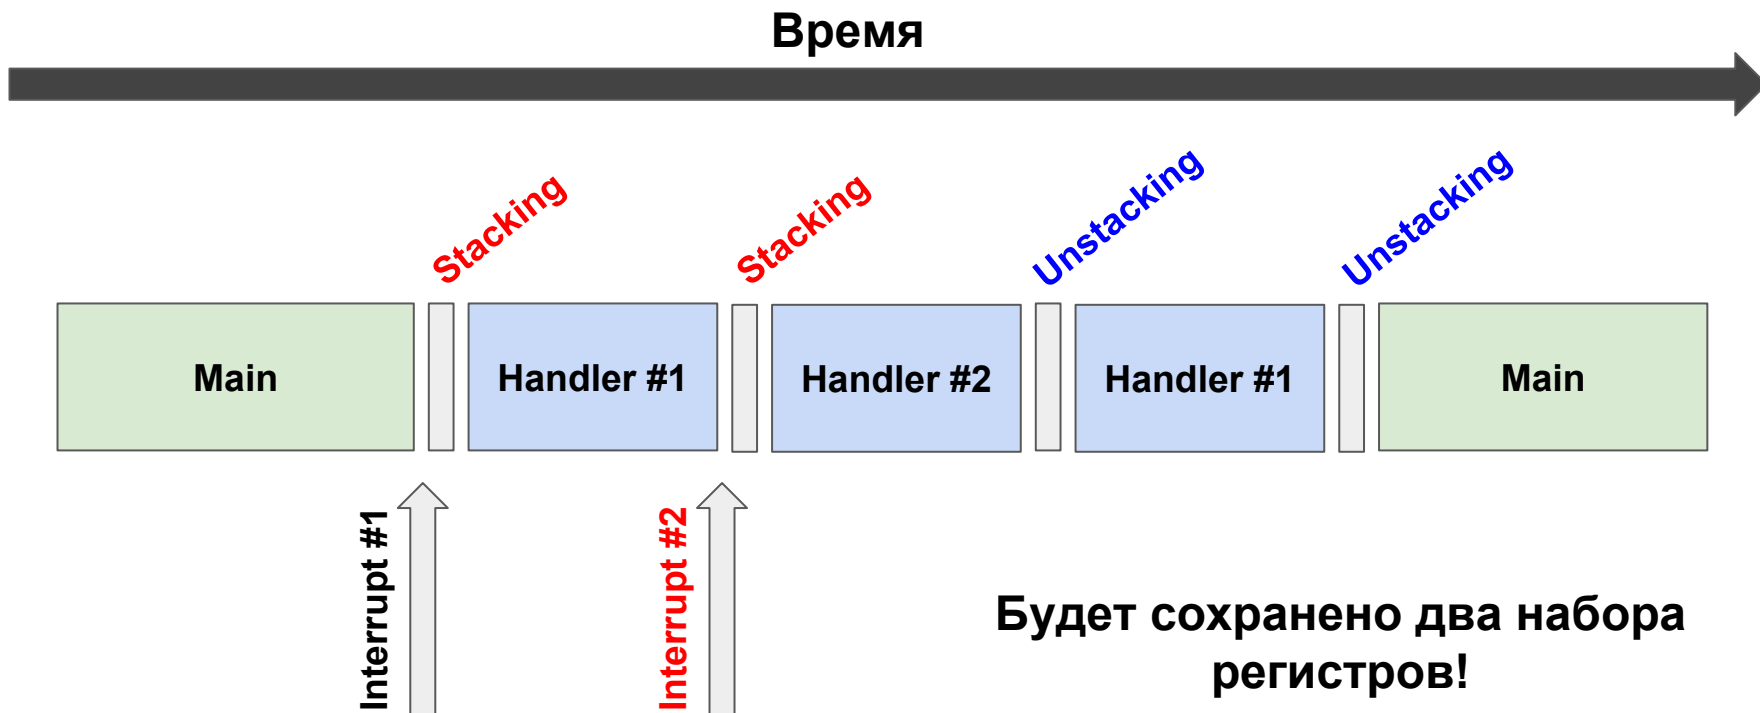 Время
Stacking
Stacking
Unstacking
Unstacking
Main
Handler #1
Handler #2
Handler #1
Main
Interrupt #1
Interrupt #2
Будет сохранено два набора
регистров!